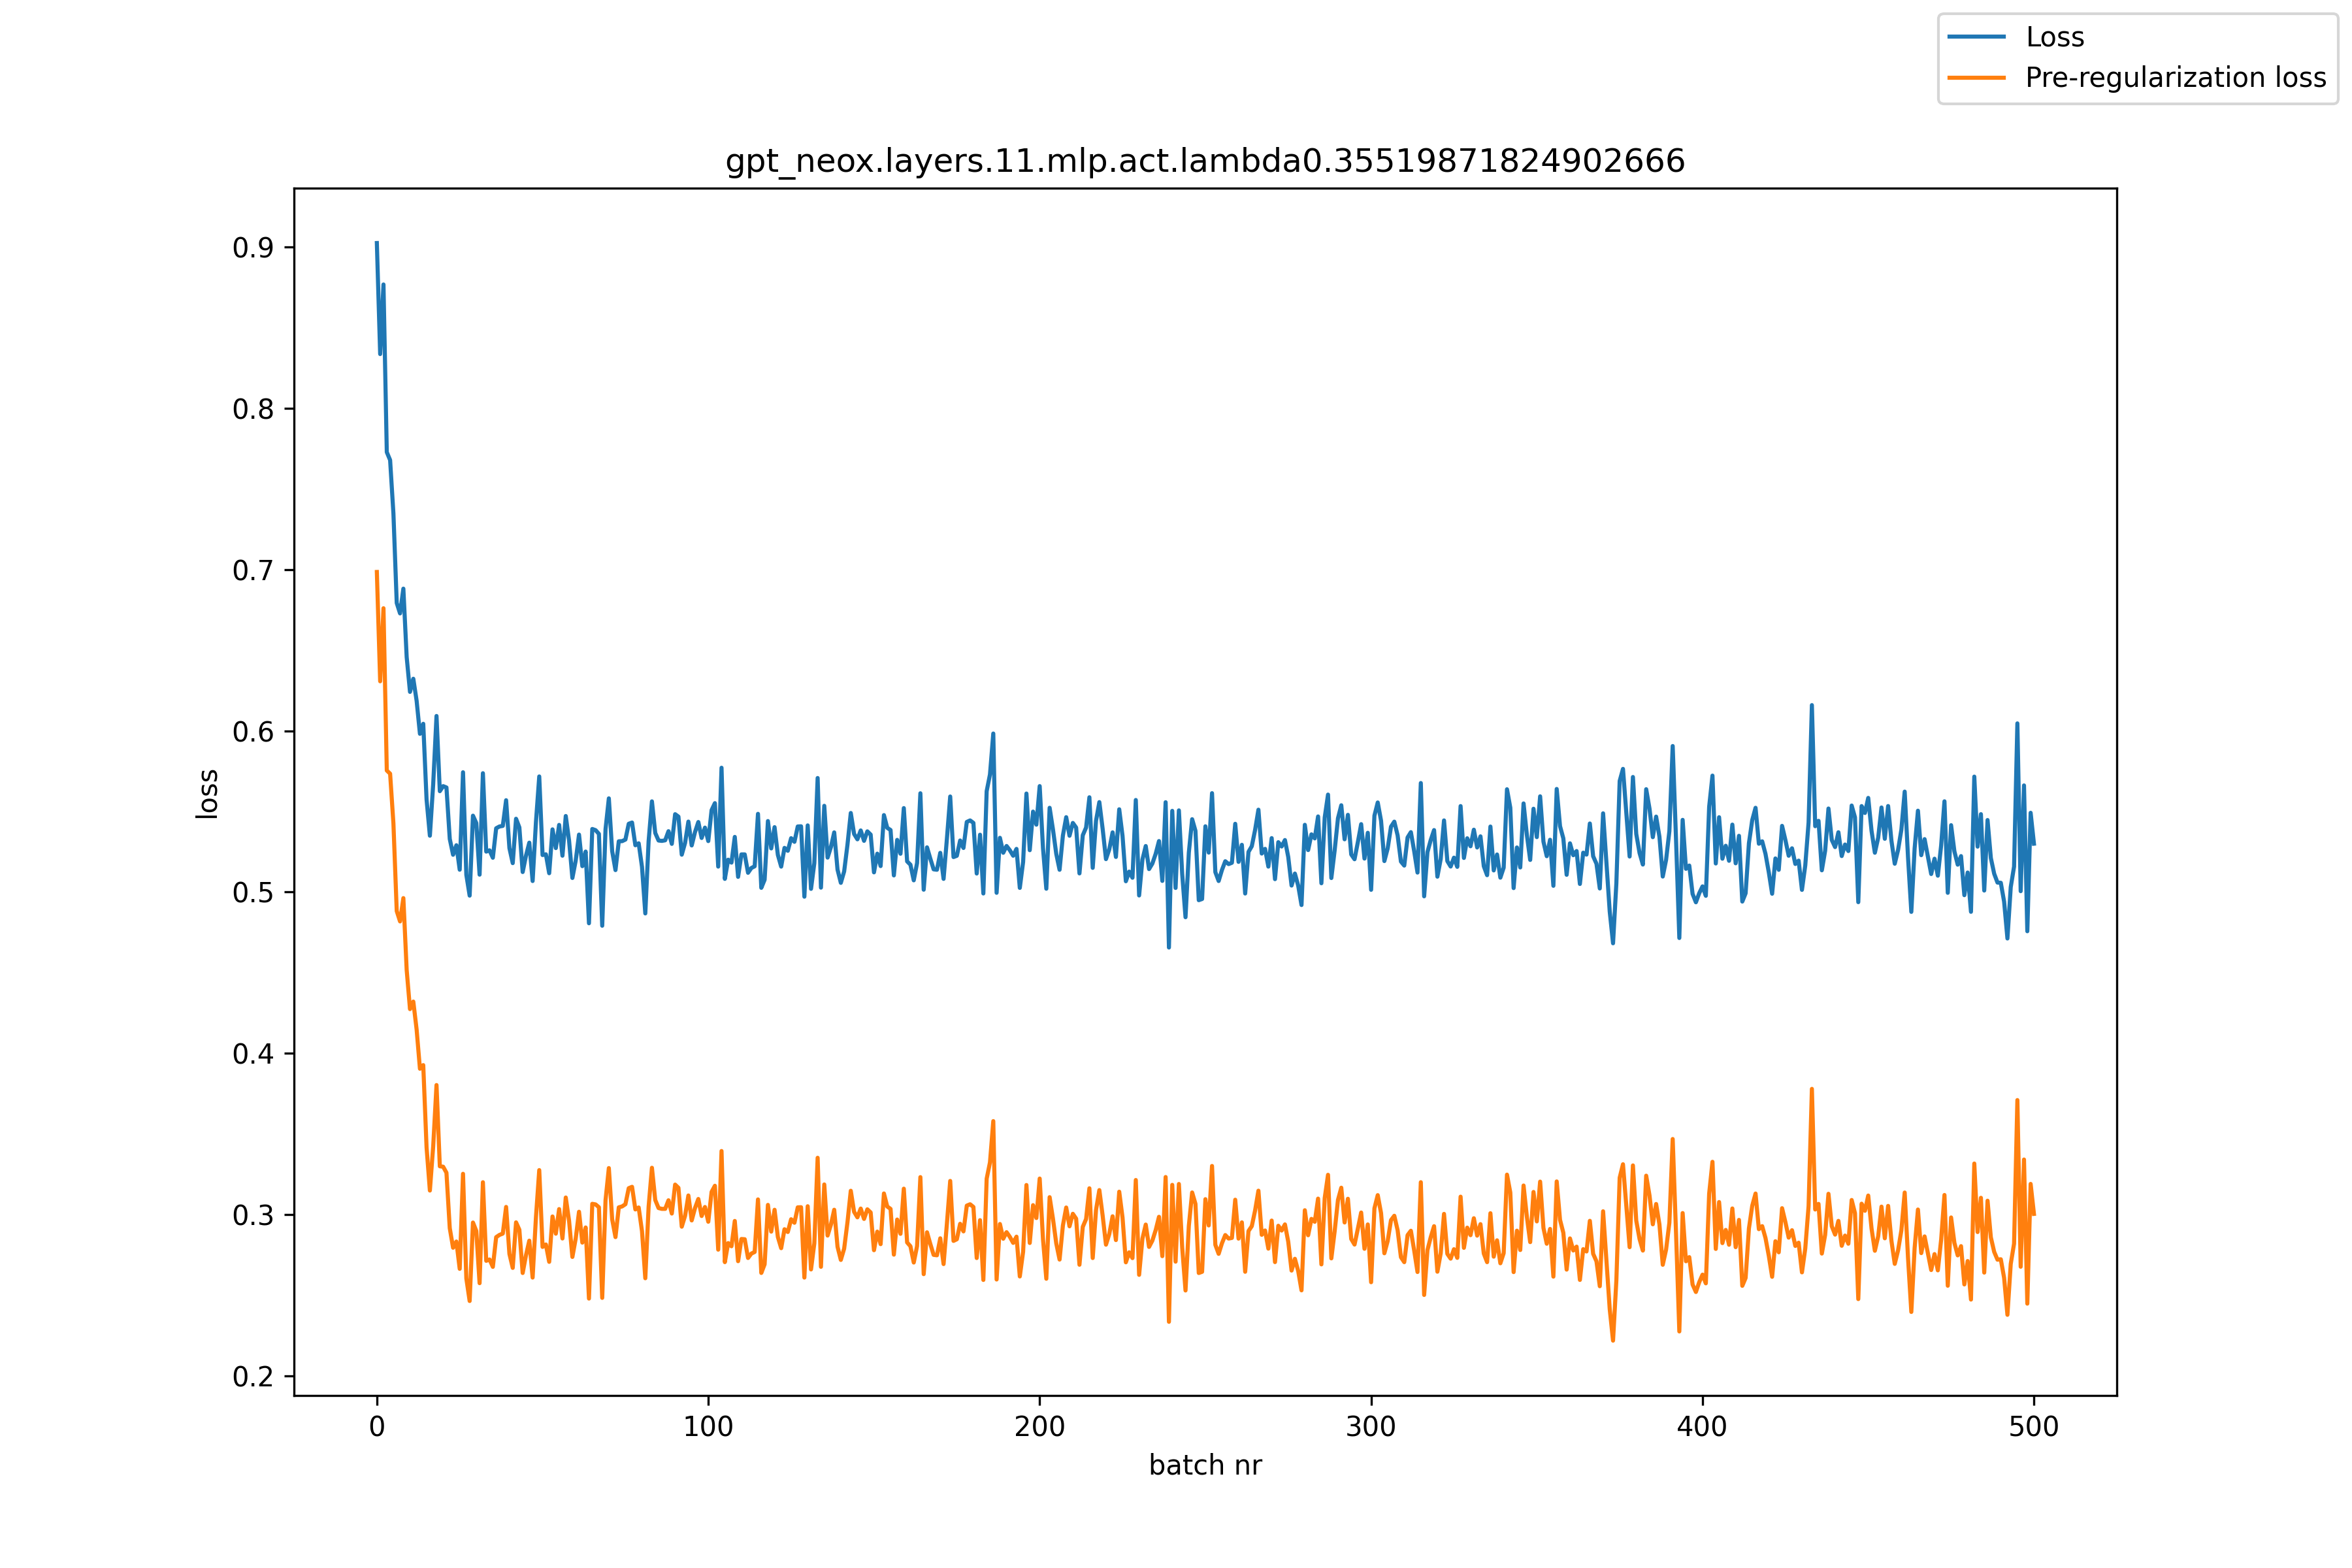 Loss
Pre-regularization loss
gpt_neox.layers.11.mlp.act.lambda0.35519871824902666
0.9
0.8
0.7
0.6
0.5
0.4
0.3
0.2
loss
0 100 200 300 400 500
batch nr